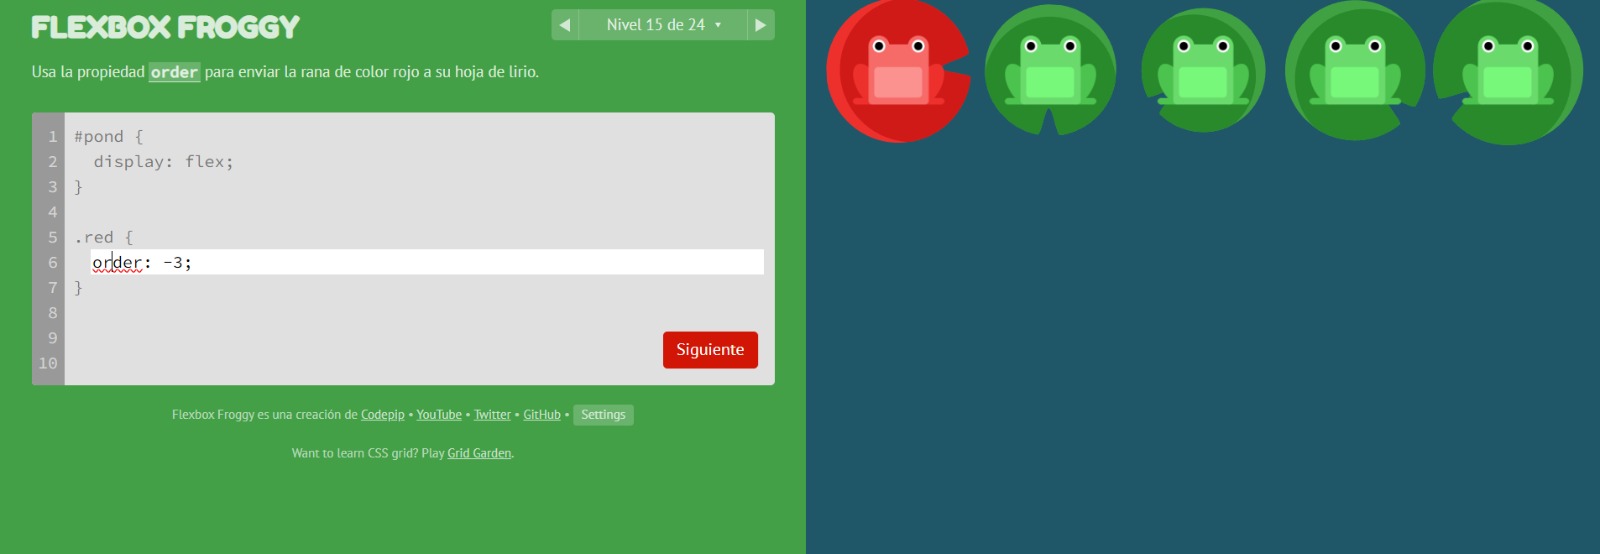 FLEXBOX FROGGY
◀ Nivel 15 de 24 ▾ ▶
Usa la propiedad order para enviar la rana de color rojo a su hoja de lirio.
1 #pond {
2 display: flex;
3 }
4
5 .red {
6 order: -3;
7 }
8
9
10
Siguiente
Flexbox Froggy es una creación de Codepip • YouTube • Twitter • GitHub • Settings
Want to learn CSS grid? Play Grid Garden.